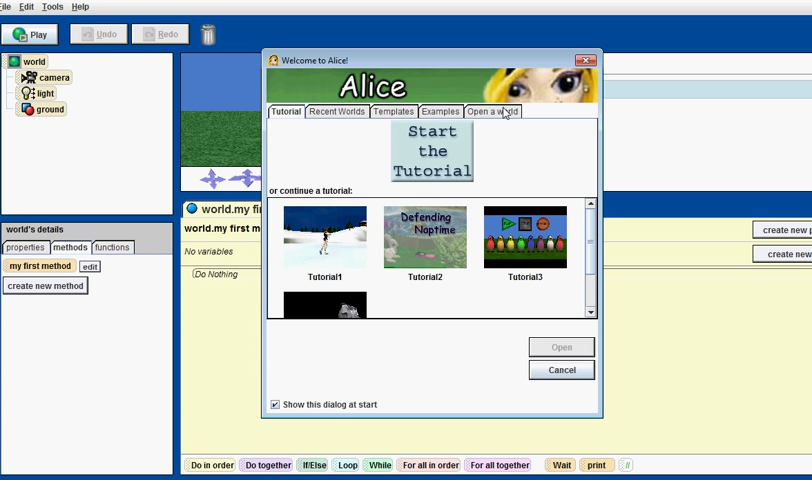 ile Edit Tools Help
Play Undo Redo
world
camera
light
ground
Welcome to Alice!
Alice
Tutorial Recent Worlds Templates Examples Open a world
Start
the
Tutorial
or continue a tutorial:
Defending
Naptime
Tutorial1 Tutorial2 Tutorial3
Open
Cancel
Show this dialog at start
world's details
properties methods functions
my first method edit
create new method
world.my fi
world.my first m
No variables
(Do Nothing
create new p
create new
Do in order Do together If/Else Loop While For all in order For all together Wait print //